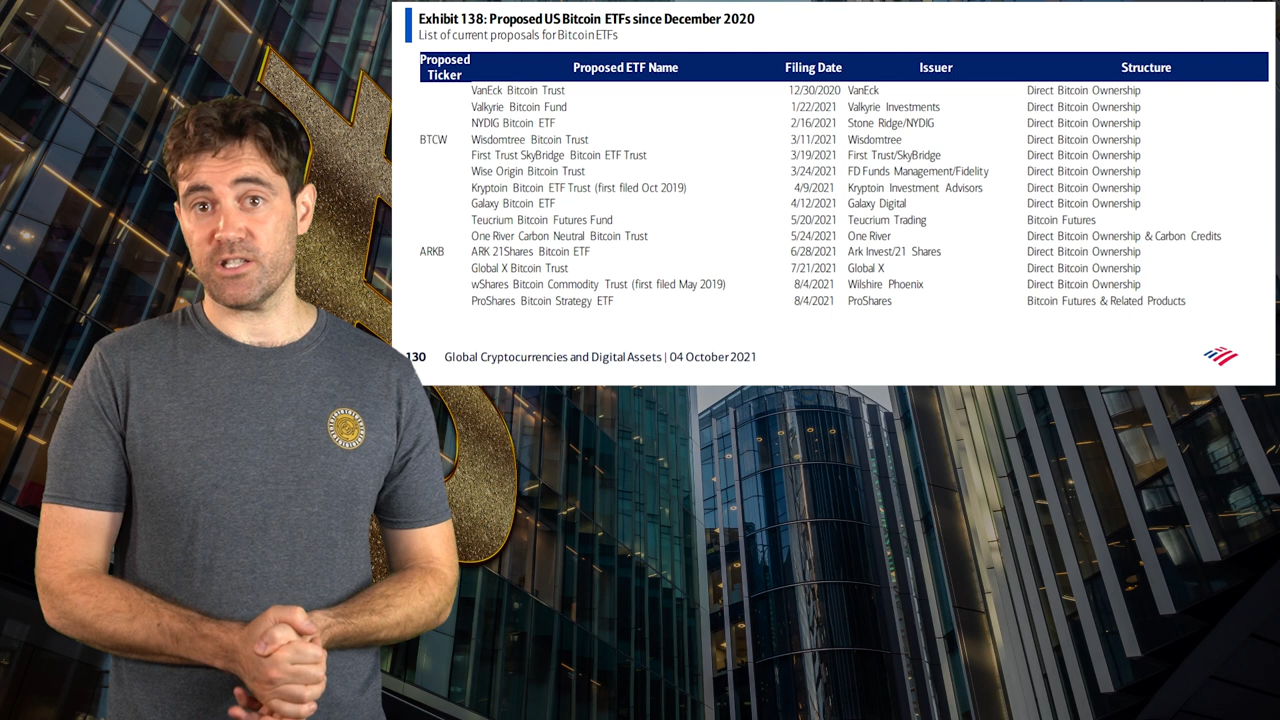 Exhibit 138: Proposed US Bitcoin ETFs since December 2020
List of current proposals for Bitcoin ETFs
Proposed Ticker Proposed ETF Name Filing Date Issuer Structure
VanEck Bitcoin Trust 12/30/2020 VanEck Direct Bitcoin Ownership
Valkyrie Bitcoin Fund 1/22/2021 Valkyrie Investments Direct Bitcoin Ownership
NYDIG Bitcoin ETF 2/16/2021 Stone Ridge/NYDIG Direct Bitcoin Ownership
BTCW Wisdomtree Bitcoin Trust 3/11/2021 Wisdomtree Direct Bitcoin Ownership
First Trust SkyBridge Bitcoin ETF Trust 3/19/2021 First Trust/SkyBridge Direct Bitcoin Ownership
Wise Origin Bitcoin Trust 3/24/2021 FD Funds Management/Fidelity Direct Bitcoin Ownership
Kryptoin Bitcoin ETF Trust (first filed Oct 2019) 4/9/2021 Kryptoin Investment Advisors Direct Bitcoin Ownership
Galaxy Bitcoin ETF 4/12/2021 Galaxy Digital Direct Bitcoin Ownership
Teucrium Bitcoin Futures Fund 5/20/2021 Teucrium Trading Bitcoin Futures
One River Carbon Neutral Bitcoin Trust 5/24/2021 One River Direct Bitcoin Ownership & Carbon Credits
ARKB ARK 21Shares Bitcoin ETF 6/28/2021 Ark Invest/21 Shares Direct Bitcoin Ownership
Global X Bitcoin Trust 7/21/2021 Global X Direct Bitcoin Ownership
wShares Bitcoin Commodity Trust (first filed May 2019) 8/4/2021 Wilshire Phoenix Direct Bitcoin Ownership
ProShares Bitcoin Strategy ETF 8/4/2021 ProShares Bitcoin Futures & Related Products
130 Global Cryptocurrencies and Digital Assets | 04 October 2021